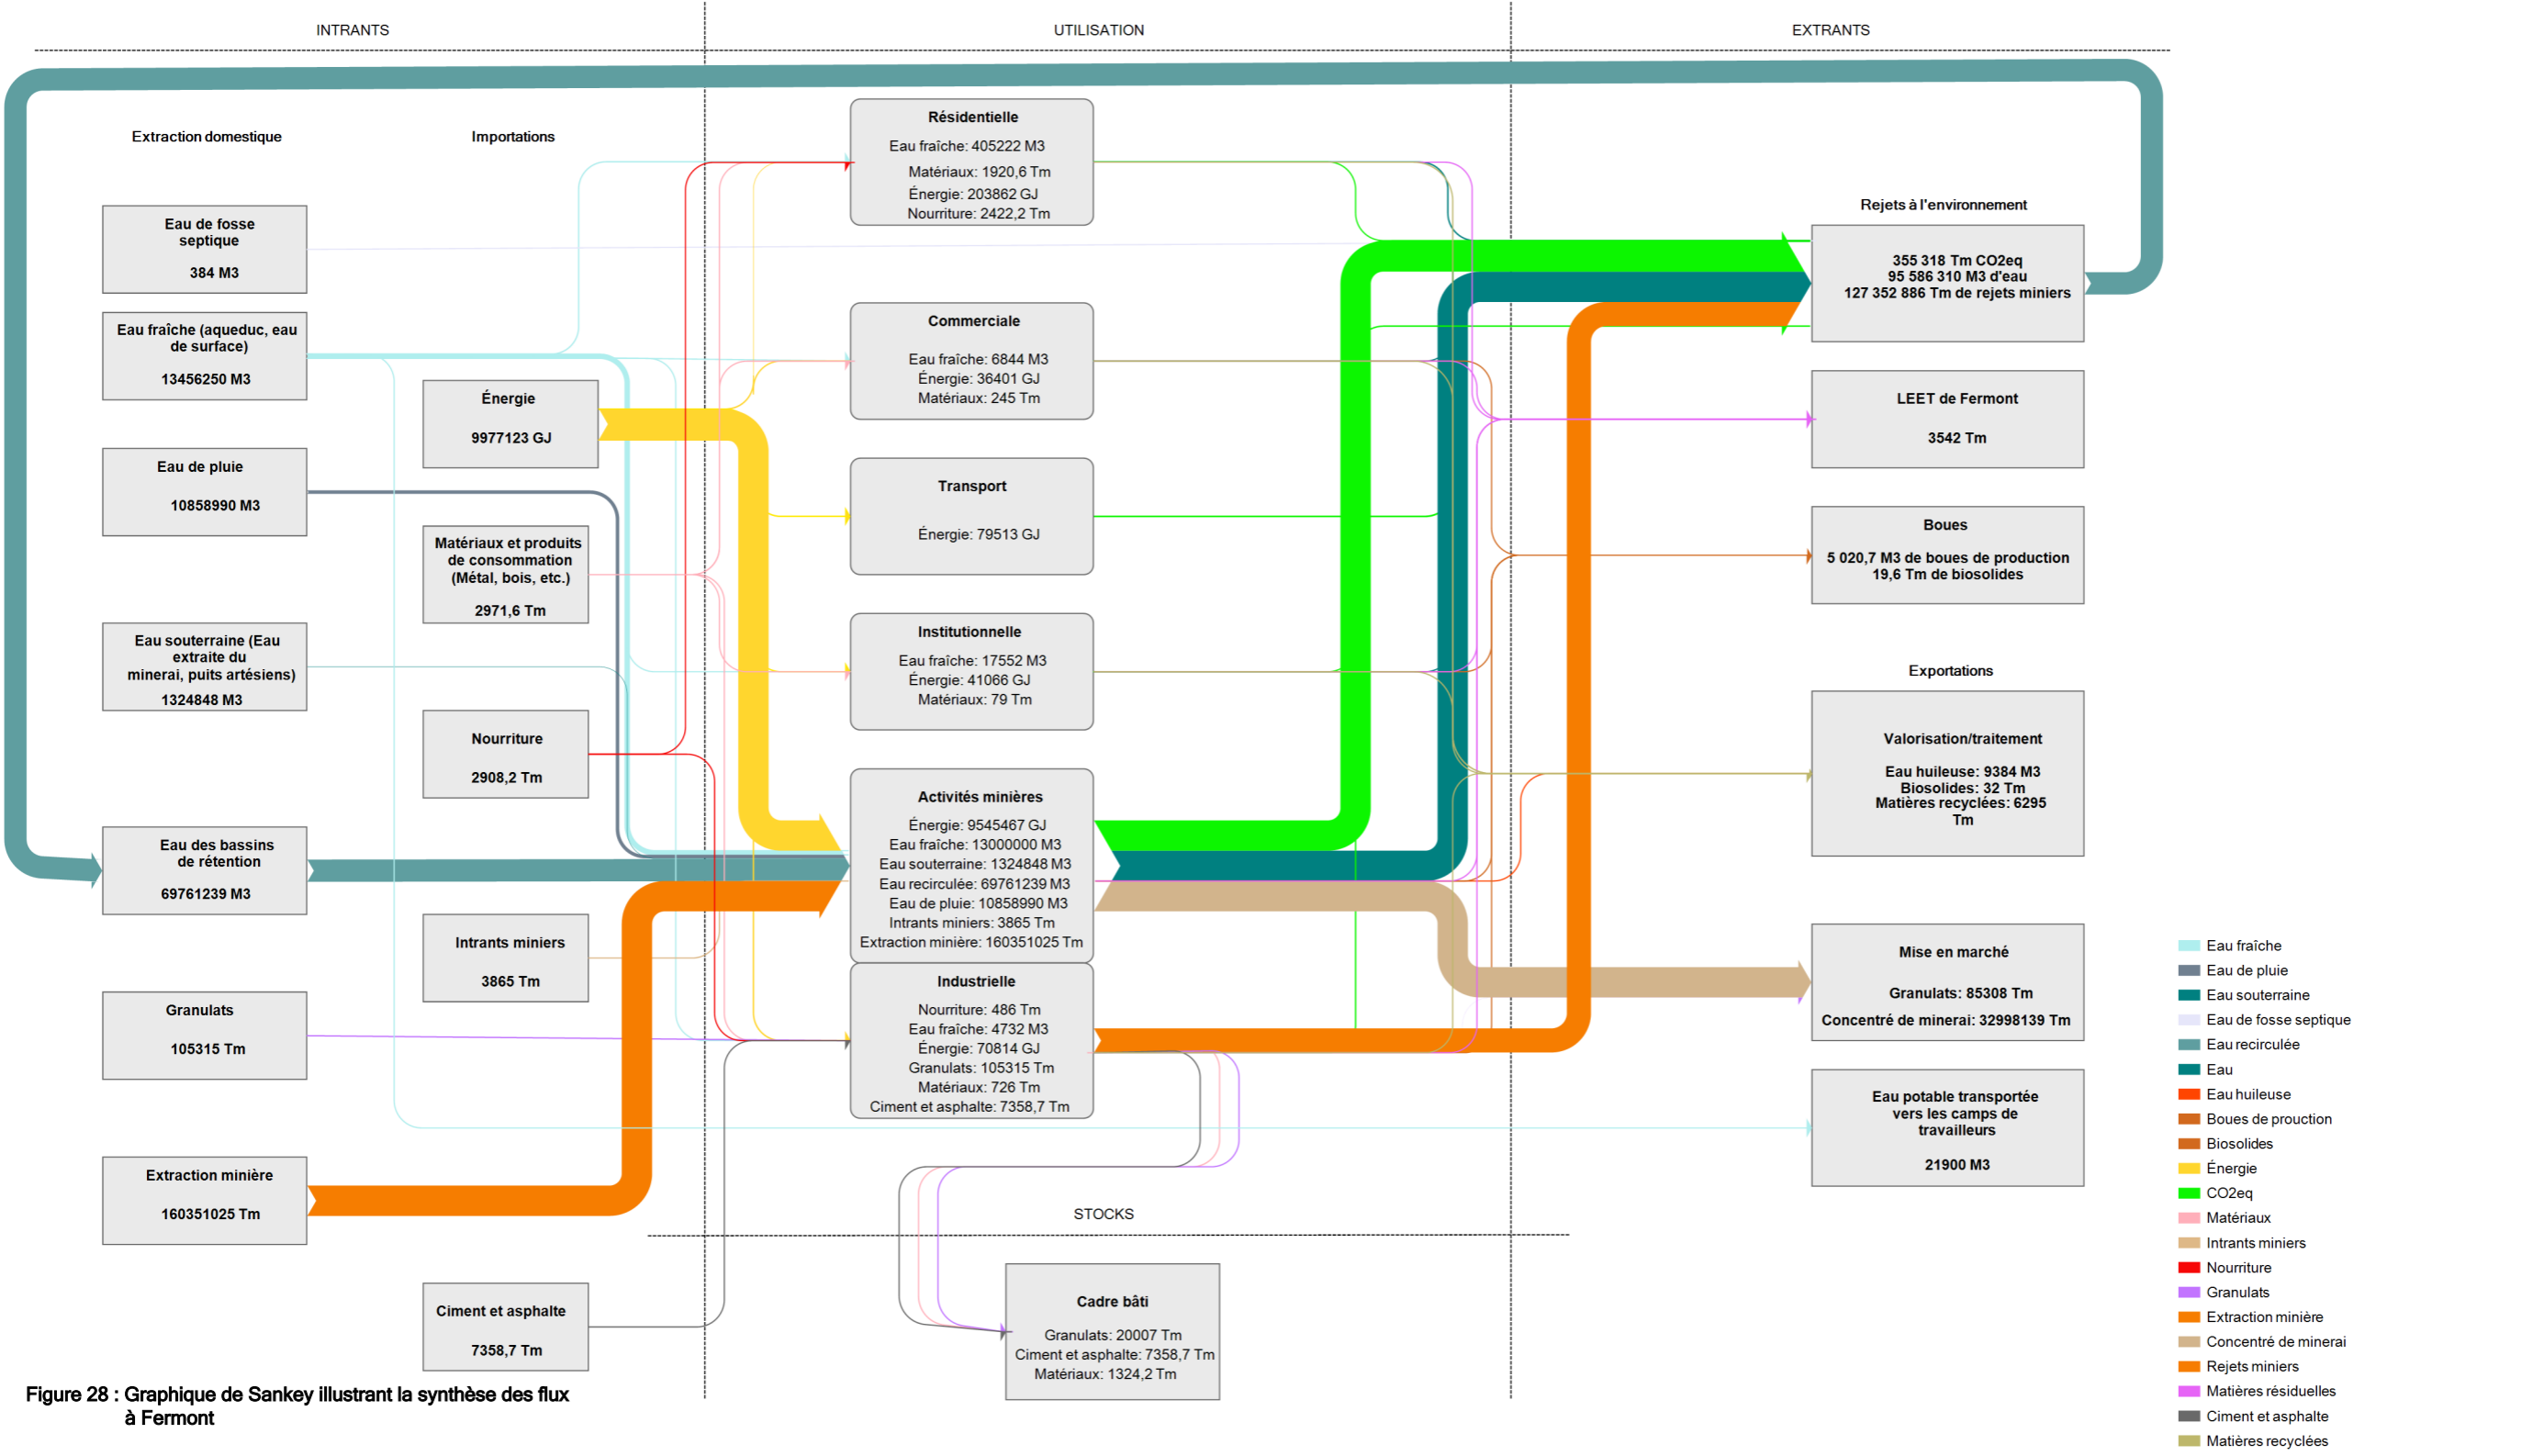 INTRANTS
UTILISATION
EXTRANTS
Extraction domestique
Importations
Eau de fosse
septique
384 M3
Eau fraîche (aqueduc, eau
de surface)
13456250 M3
Eau de pluie
10858990 M3
Eau souterraine (Eau
extraite du
minerai, puits artésiens)
1324848 M3
Eau des bassins
de rétention
69761239 M3
Granulats
105315 Tm
Extraction minière
160351025 Tm
Énergie
9977123 GJ
Matériaux et produits
de consommation
(Métal, bois, etc.)
2971,6 Tm
Nourriture
2908,2 Tm
Intrants miniers
3865 Tm
Ciment et asphalte
7358,7 Tm
Résidentielle
Eau fraîche: 405222 M3
Matériaux: 1920,6 Tm
Énergie: 203862 GJ
Nourriture: 2422,2 Tm
Commerciale
Eau fraîche: 6844 M3
Énergie: 36401 GJ
Matériaux: 245 Tm
Transport
Énergie: 79513 GJ
Institutionnelle
Eau fraîche: 17552 M3
Énergie: 41066 GJ
Matériaux: 79 Tm
Activités minières
Énergie: 9545467 GJ
Eau fraîche: 13000000 M3
Eau souterraine: 1324848 M3
Eau recirculée: 69761239 M3
Eau de pluie: 10858990 M3
Intrants miniers: 3865 Tm
Extraction minière: 160351025 Tm
Industrielle
Nourriture: 486 Tm
Eau fraîche: 4732 M3
Énergie: 70814 GJ
Granulats: 105315 Tm
Matériaux: 726 Tm
Ciment et asphalte: 7358,7 Tm
STOCKS
Cadre bâti
Granulats: 20007 Tm
Ciment et asphalte: 7358,7 Tm
Matériaux: 1324,2 Tm
Rejets à l'environnement
355 318 Tm CO2eq
95 586 310 M3 d'eau
127 352 886 Tm de rejets miniers
LEET de Fermont
3542 Tm
Boues
5 020,7 M3 de boues de production
19,6 Tm de biosolides
Exportations
Valorisation/traitement
Eau huileuse: 9384 M3
Biosolides: 32 Tm
Matières recyclées: 6295
Tm
Mise en marché
Granulats: 85308 Tm
Concentré de minerai: 32998139 Tm
Eau potable transportée
vers les camps de
travailleurs
21900 M3
Eau fraîche
Eau de pluie
Eau souterraine
Eau de fosse septique
Eau recirculée
Eau
Eau huileuse
Boues de prouction
Biosolides
Énergie
CO2eq
Matériaux
Intrants miniers
Nourriture
Granulats
Extraction minière
Concentré de minerai
Rejets miniers
Matières résiduelles
Ciment et asphalte
Matières recyclées
Figure 28 : Graphique de Sankey illustrant la synthèse des flux
à Fermont